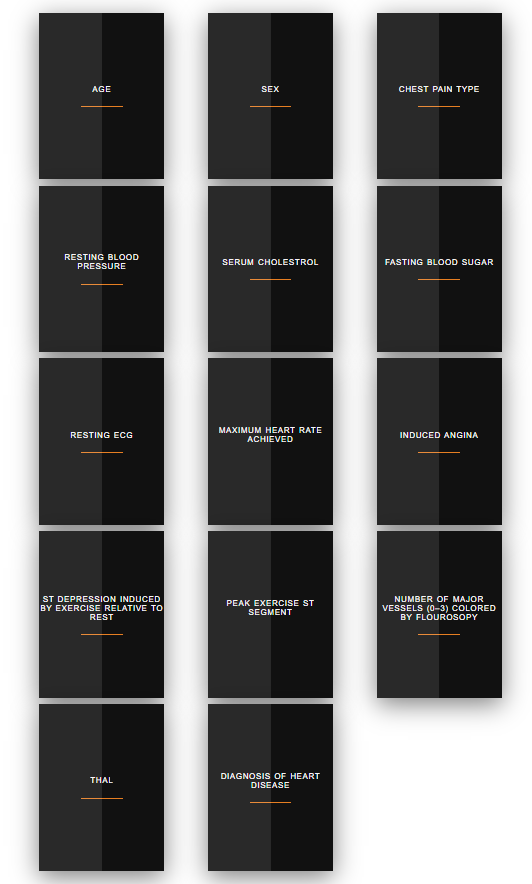 AGE
SEX
CHEST PAIN TYPE
RESTING BLOOD
PRESSURE
SERUM CHOLESTROL
FASTING BLOOD SUGAR
RESTING ECG
MAXIMUM HEART RATE
ACHIEVED
INDUCED ANGINA
ST DEPRESSION INDUCED
BY EXERCISE RELATIVE TO
REST
PEAK EXERCISE ST
SEGMENT
NUMBER OF MAJOR
VESSELS (0–3) COLORED
BY FLOUROSOPY
THAL
DIAGNOSIS OF HEART
DISEASE